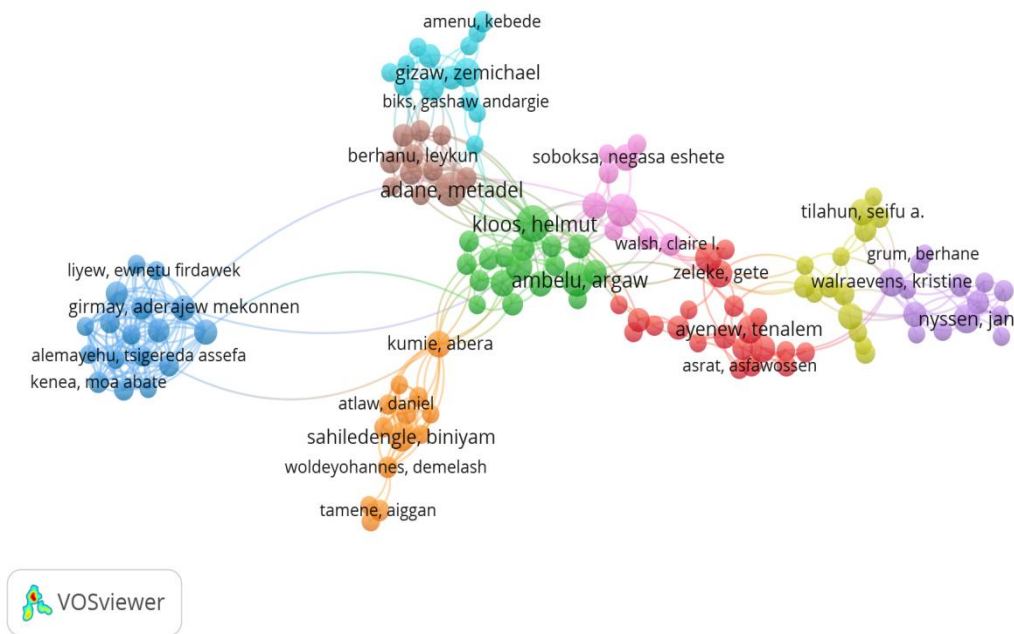 amenu, kebede
gizaw, zemichael
biks, gashaw andargie
berhanu, leykun
soboksa, negasa eshete
adane, metadel
tilahun, seifu a.
kloos, helmut
walsh, claire l.
grum, berhane
liyew, ewnetu firdawek
zeleke, gete
ambelu, argaw
walraevens, kristine
girmay, aderajew mekonnen
nyssen, jan
ayenew, tenalem
kumie, abera
alemayehu, tsigereda assefa
asrat, asfawossen
kenea, moa abate
atlaw, daniel
sahiledengle, biniyam
woldeyohannes, demelash
tamene, aiggan
VOSviewer